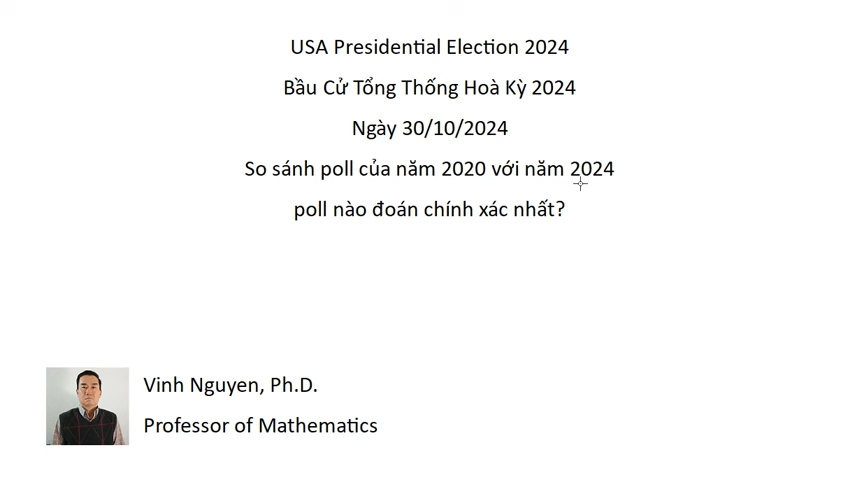 USA Presidential Election 2024
Bầu Cử Tổng Thống Hoà Kỳ 2024
Ngày 30/10/2024
So sánh poll của năm 2020 với năm 2024
poll nào đoán chính xác nhất?
Vinh Nguyen, Ph.D.
Professor of Mathematics